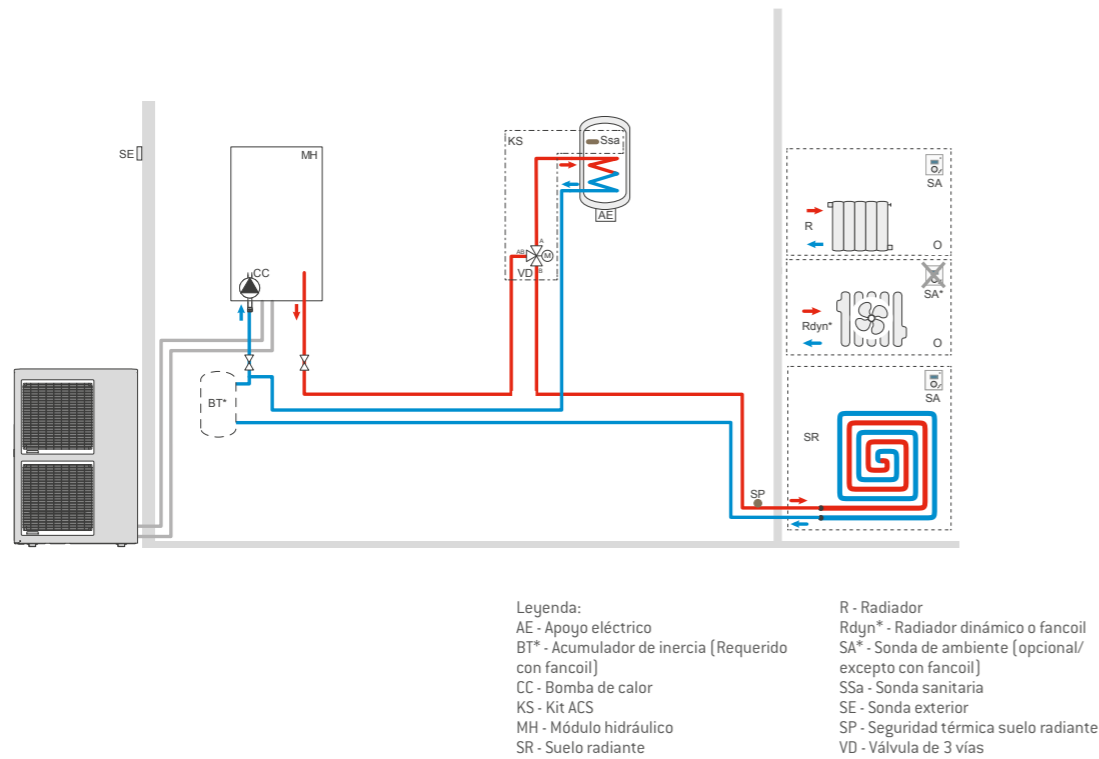 SE
MH
CC
BT*
KS
Ssa
AE
A
AB
M
VD
B
SA
R
O
SA*
Rdyn*
O
SA
SR
SP
Leyenda:
AE - Apoyo eléctrico
BT* - Acumulador de inercia (Requerido
con fancoil)
CC - Bomba de calor
KS - Kit ACS
MH - Módulo hidráulico
SR - Suelo radiante
R - Radiador
Rdyn* - Radiador dinámico o fancoil
SA* - Sonda de ambiente (opcional/
excepto con fancoil)
SSa - Sonda sanitaria
SE - Sonda exterior
SP - Seguridad térmica suelo radiante
VD - Válvula de 3 vías